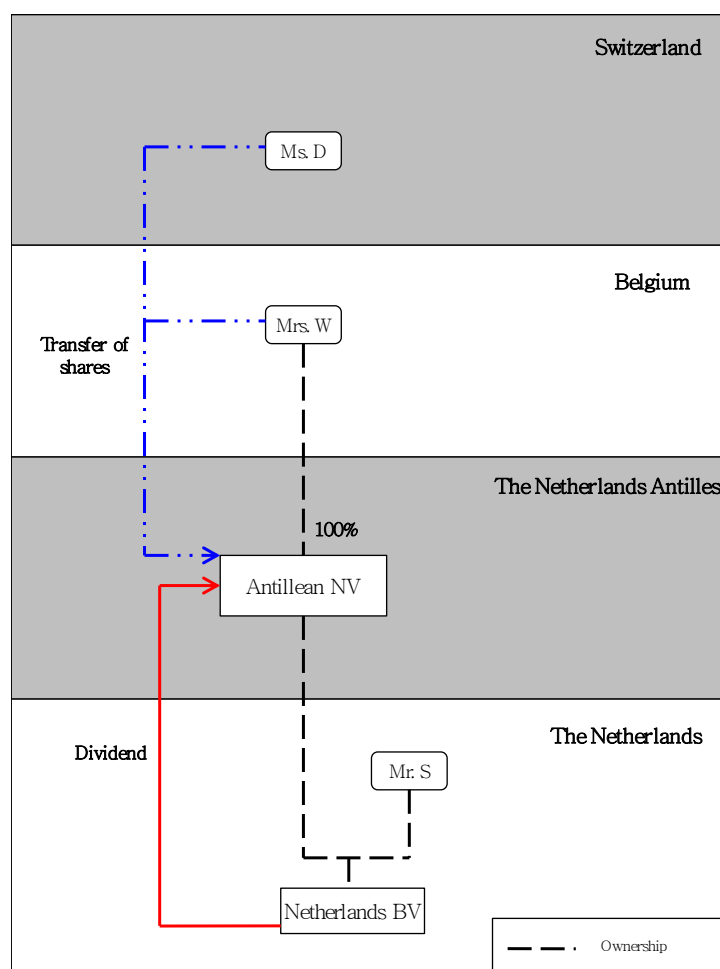 Switzerland
Ms. D
Belgium
Mrs. W
Transfer of
shares
The Netherlands Antilles
100%
Antillean NV
The Netherlands
Dividend
Mr. S
Netherlands BV
Ownership